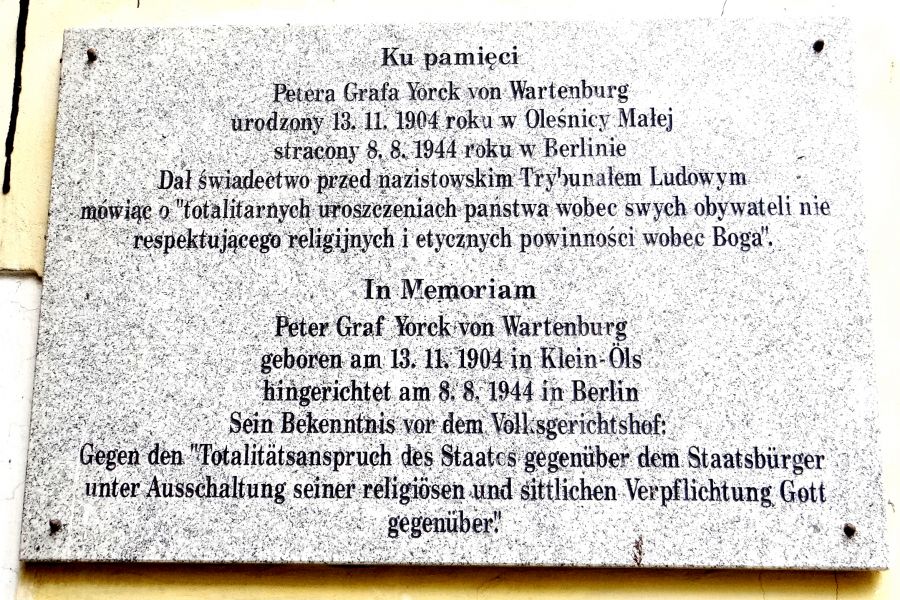 Ku pamięci
Petera Grafa Yorck von Wartenburg
urodzony 13. 11. 1904 roku w Oleśnicy Małej
stracony 8. 8. 1944 roku w Berlinie
Dał świadectwo przed nazistowskim Trybunałem Ludowym
mowiąc o "totalitarnych uroszczeniach państwa wobec swych obywateli nie
respektującego religijnych i etycznych powinności wobec Boga".
In Memoriam
Peter Graf Yorck von Wartenburg
geboren am 13. 11. 1904 in Klein-Öls
hingerichtet am 8. 8. 1944 in Berlin
Sein Bekenntnis vor dem Volksgerichtshof:
Gegen den "Totalitätsanspruch des Staates gegenüber dem Staatsbürger
unter Ausschaltung seiner religiösen und sittlichen Verpflichtung Gott
gegenüber."